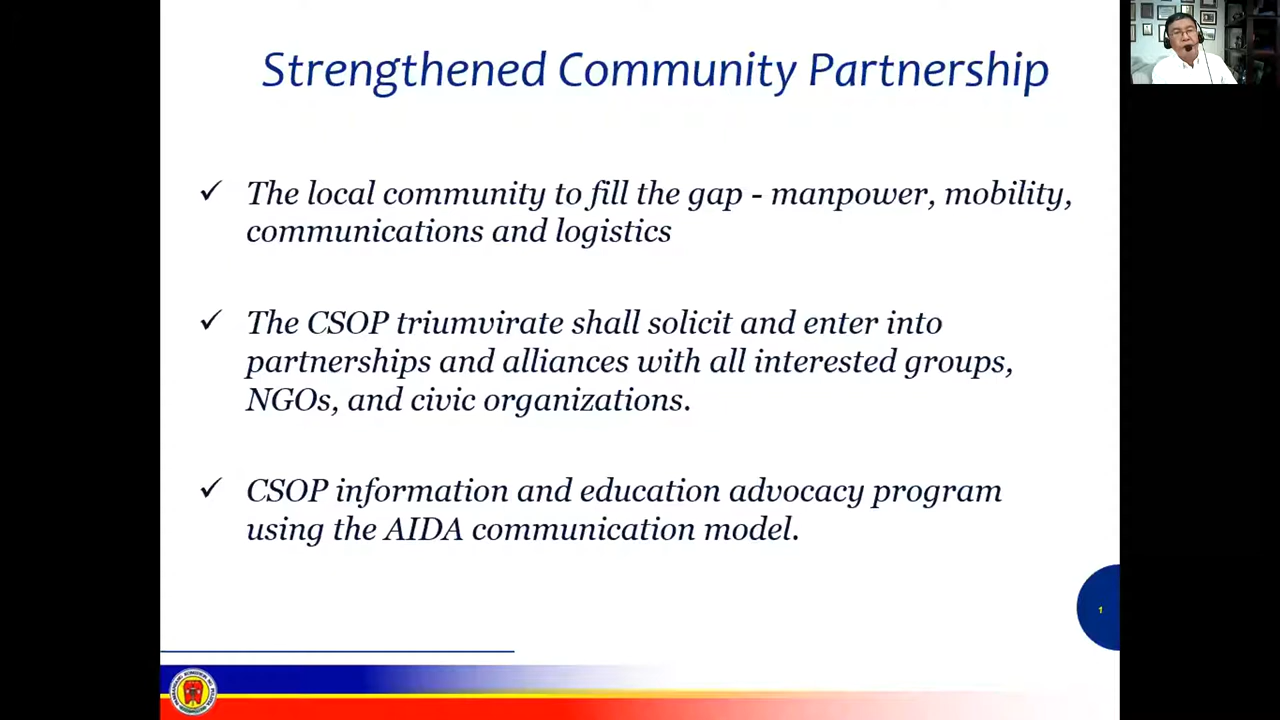 Strengthened Community Partnership
✓ The local community to fill the gap - manpower, mobility,
communications and logistics
✓ The CSOP triumvirate shall solicit and enter into
partnerships and alliances with all interested groups,
NGOs, and civic organizations.
✓ CSOP information and education advocacy program
using the AIDA communication model.
1